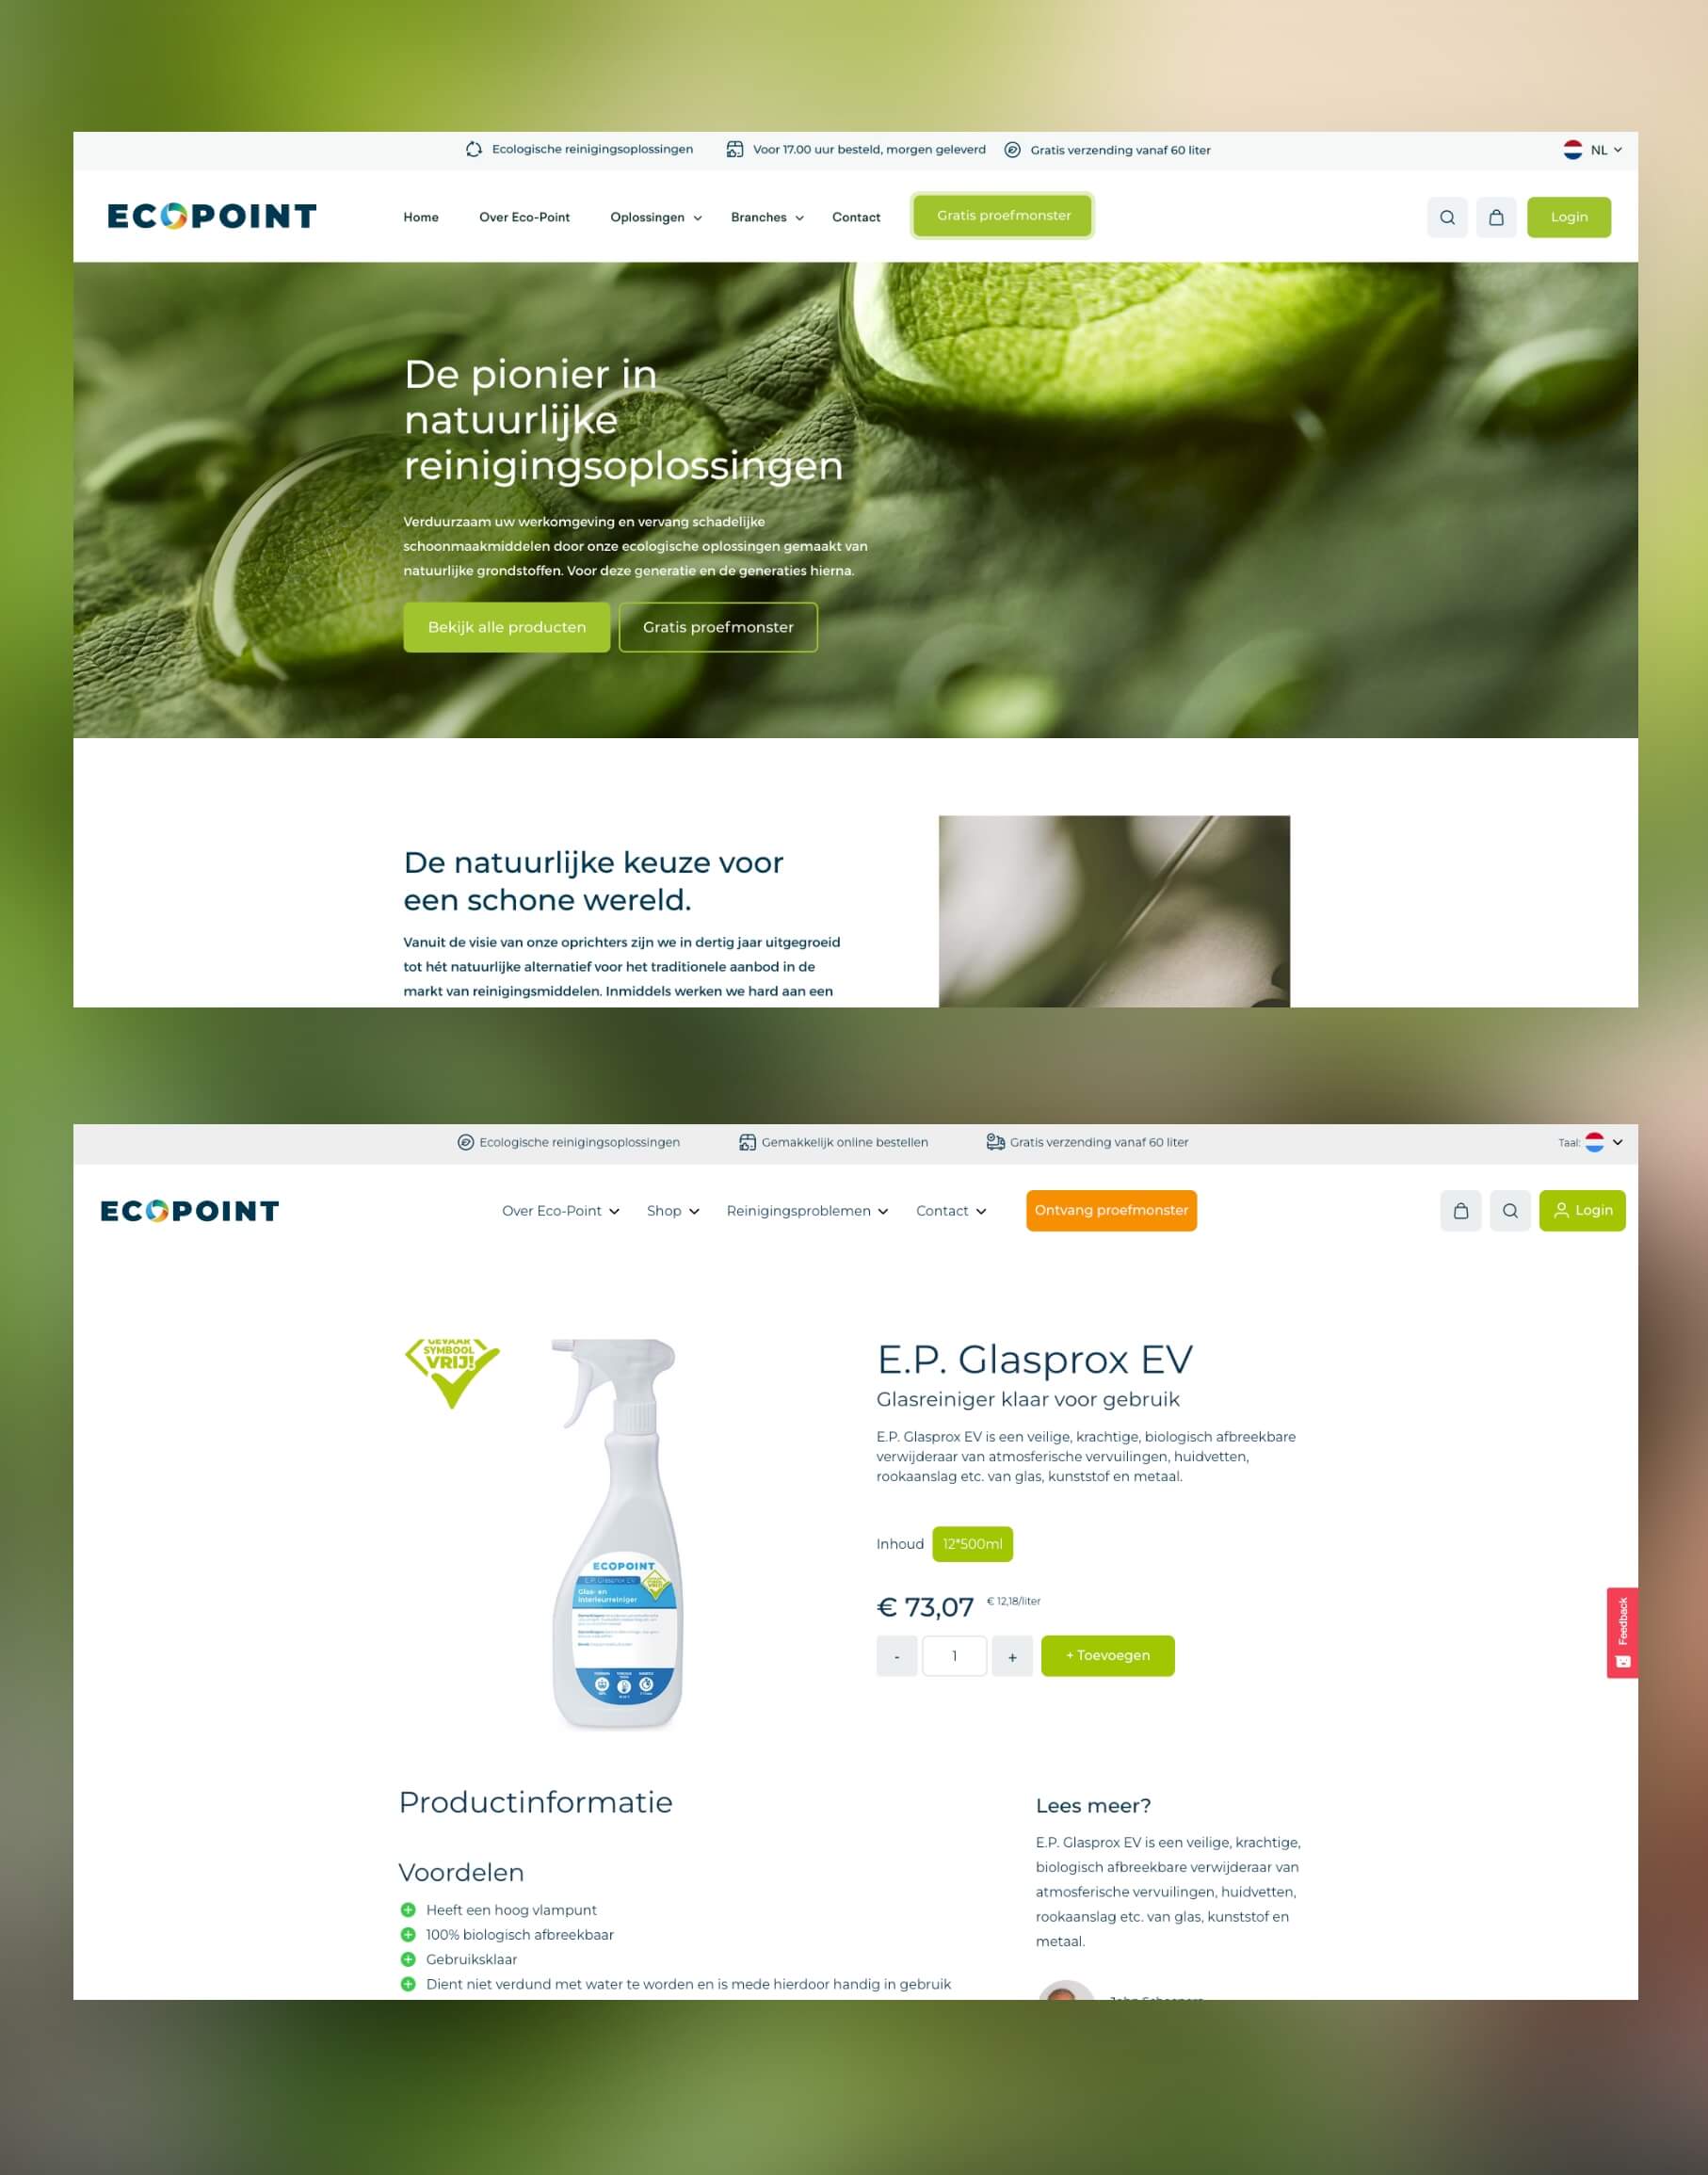 Ecologische reinigingsoplossingen
Voor 17.00 uur besteld, morgen geleverd
Gratis verzending vanaf 60 liter
NL
ECOPOINT
Home
Over Eco-Point
Oplossingen
Branches
Contact
Gratis proefmonster
Login
De pionier in
natuurlijke
reinigingsoplossingen
Verduurzaam uw werkomgeving en vervang schadelijke
schoonmaakmiddelen door onze ecologische oplossingen gemaakt van
natuurlijke grondstoffen. Voor deze generatie en de generaties hierna.
Bekijk alle producten
Gratis proefmonster
De natuurlijke keuze voor
een schone wereld.
Vanuit de visie van onze oprichters zijn we in dertig jaar uitgegroeid
tot hét natuurlijke alternatief voor het traditionele aanbod in de
markt van reinigingsmiddelen. Inmiddels werken we hard aan een
Ecologische reinigingsoplossingen
Gemakkelijk online bestellen
Gratis verzending vanaf 60 liter
Taal:
ECOPOINT
Over Eco-Point
Shop
Reinigingsproblemen
Contact
Ontvang proefmonster
Login
GEVAAR
SYMBOOL
VRIJ!
ECOPOINT
E.P. Glasprox EV
Glas- en
interieurreiniger
E.P. Glasprox EV
Glasreiniger klaar voor gebruik
E.P. Glasprox EV is een veilige, krachtige, biologisch afbreekbare
verwijderaar van atmosferische vervuilingen, huidvetten,
rookaanslag etc. van glas, kunststof en metaal.
Inhoud
12*500ml
€ 73,07
€ 12,18/liter
-
1
+
+ Toevoegen
Feedback
Productinformatie
Voordelen
Heeft een hoog vlampunt
100% biologisch afbreekbaar
Gebruiksklaar
Dient niet verdund met water te worden en is mede hierdoor handig in gebruik
Lees meer?
E.P. Glasprox EV is een veilige, krachtige,
biologisch afbreekbare verwijderaar van
atmosferische vervuilingen, huidvetten,
rookaanslag etc. van glas, kunststof en
metaal.